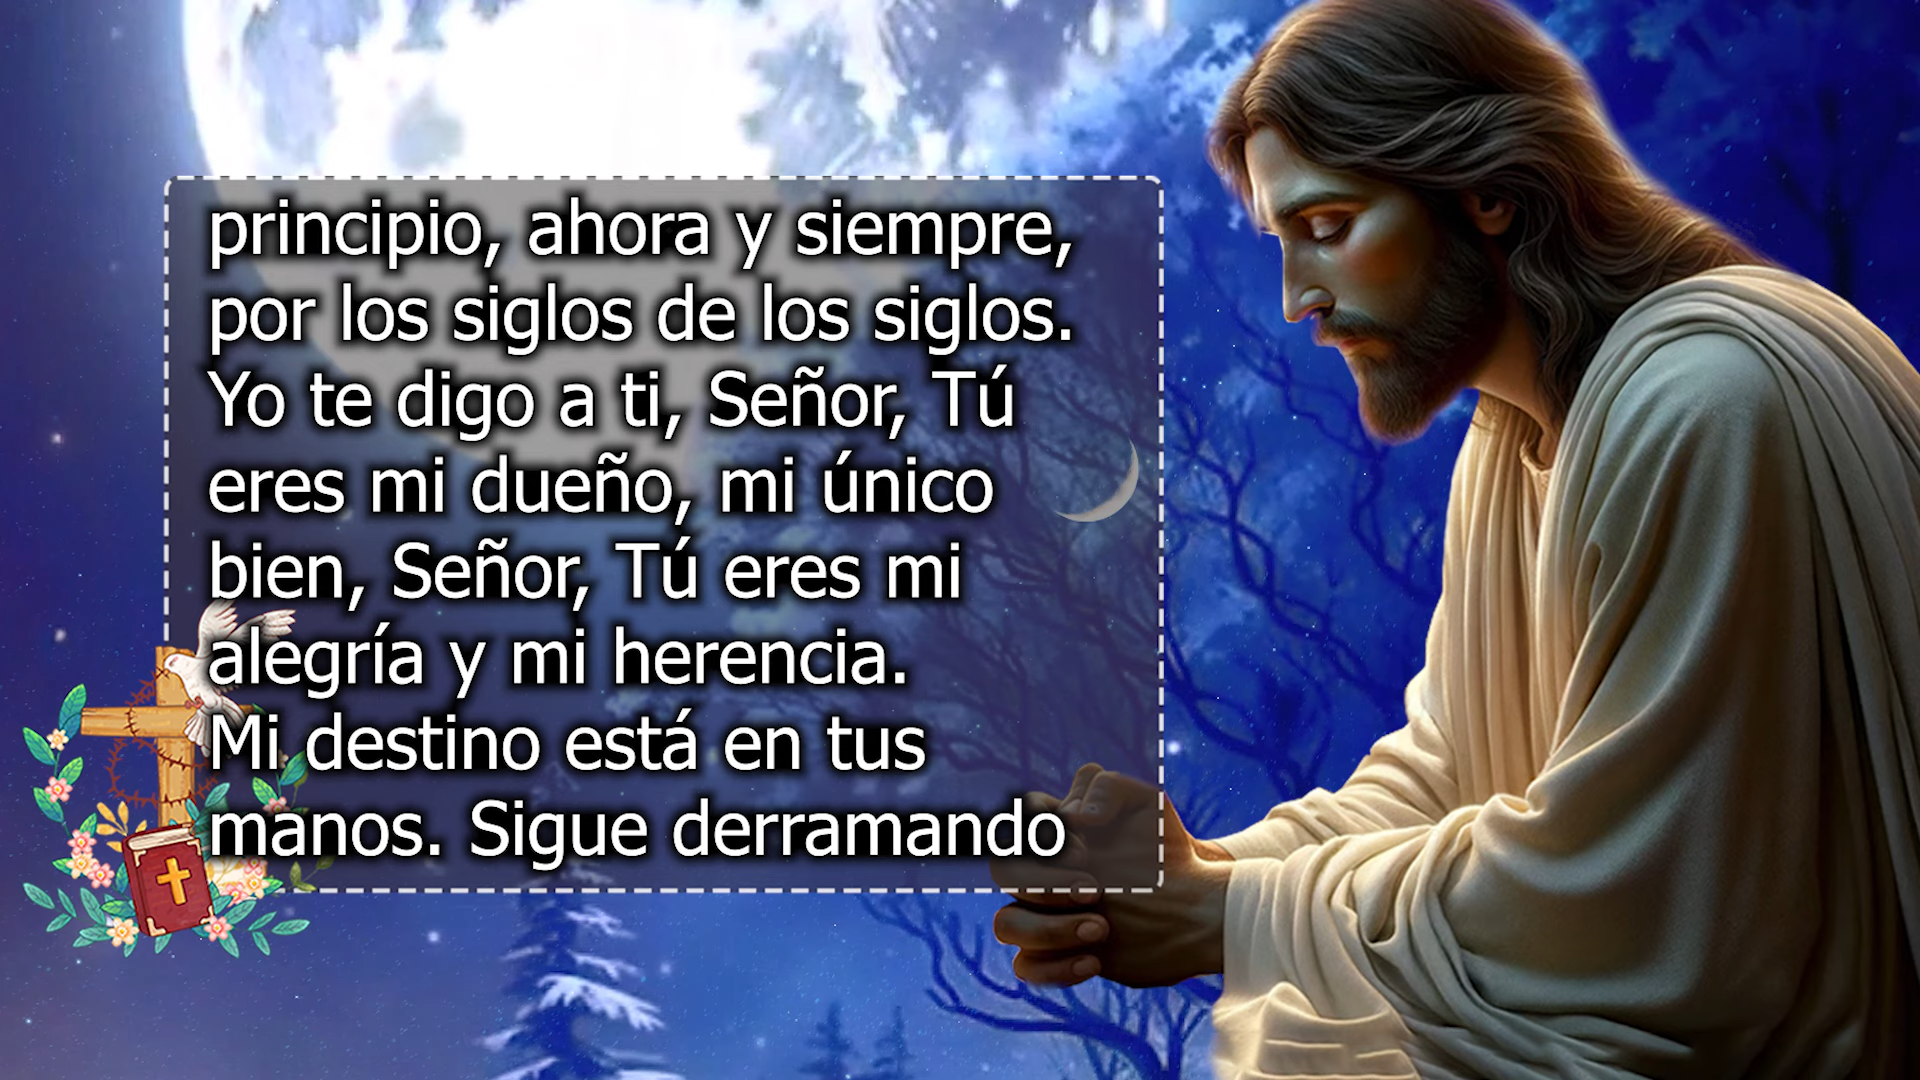 principio, ahora y siempre,
por los siglos de los siglos.
Yo te digo a ti, Señor, Tú
eres mi dueño, mi único
bien, Señor, Tú eres mi
alegría y mi herencia.
Mi destino está en tus
manos. Sigue derramando